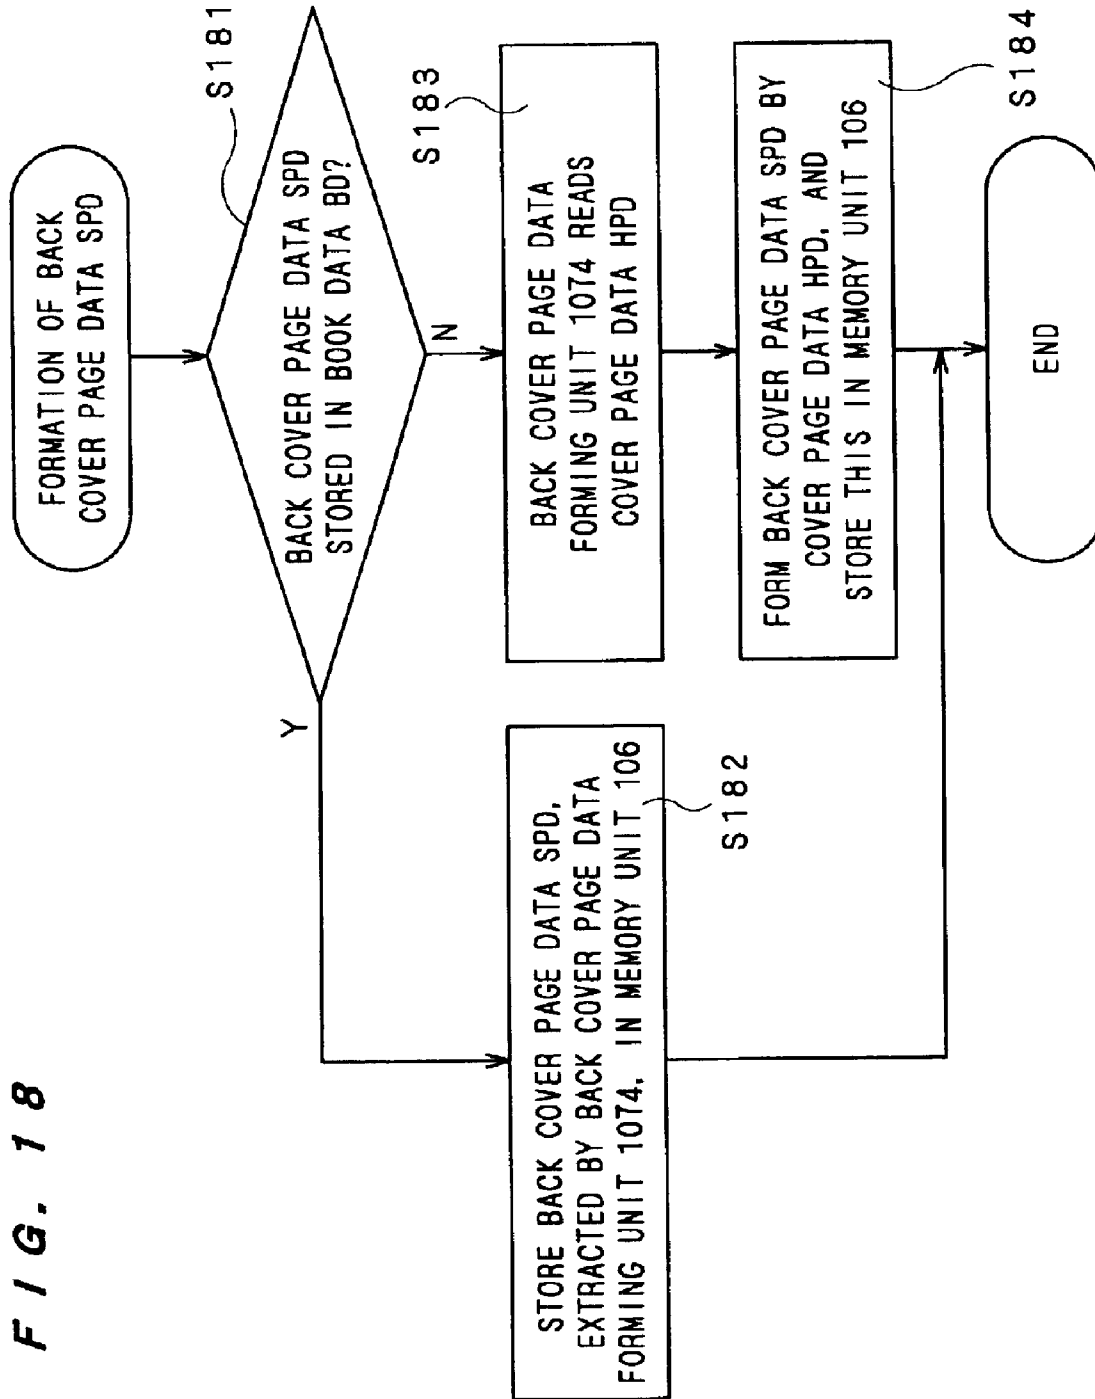 FIG. 18
FORMATION OF BACK
COVER PAGE DATA SPD
S181
BACK COVER PAGE DATA SPD
STORED IN BOOK DATA BD?
Y
N
STORE BACK COVER PAGE DATA SPD,
EXTRACTED BY BACK COVER PAGE DATA
FORMING UNIT 1074, IN MEMORY UNIT 106
S182
S183
BACK COVER PAGE DATA
FORMING UNIT 1074 READS
COVER PAGE DATA HPD
FORM BACK COVER PAGE DATA SPD BY
COVER PAGE DATA HPD, AND
STORE THIS IN MEMORY UNIT 106
S184
END